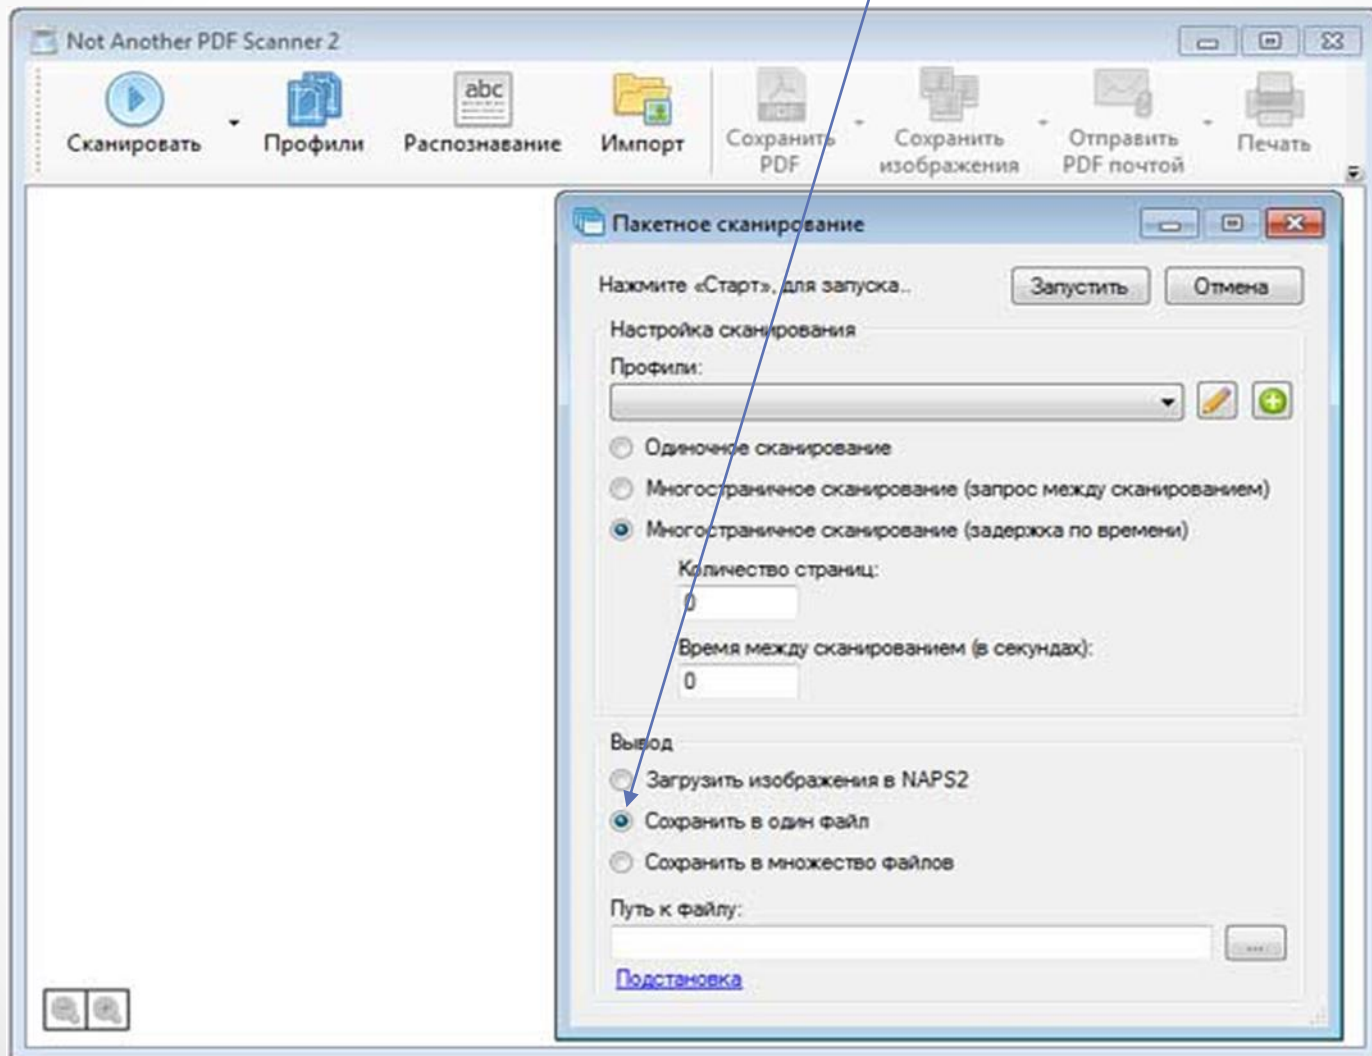 Not Another PDF Scanner 2
abc
Сканировать Профили Распознавание Импорт Сохранить PDF Сохранить изображения Отправить PDF почтой Печать
Пакетное сканирование
Нажмите «Старт», для запуска..
Запустить
Отмена
Настройка сканирования
Профили:
Одиночное сканирование
Многостраничное сканирование (запрос между сканированием)
Многостраничное сканирование (задержка по времени)
Количество страниц:
0
Время между сканированием (в секундах):
0
Вывод
Загрузить изображения в NAPS2
Сохранить в один файл
Сохранить в множество файлов
Путь к файлу:
...
Подстановка